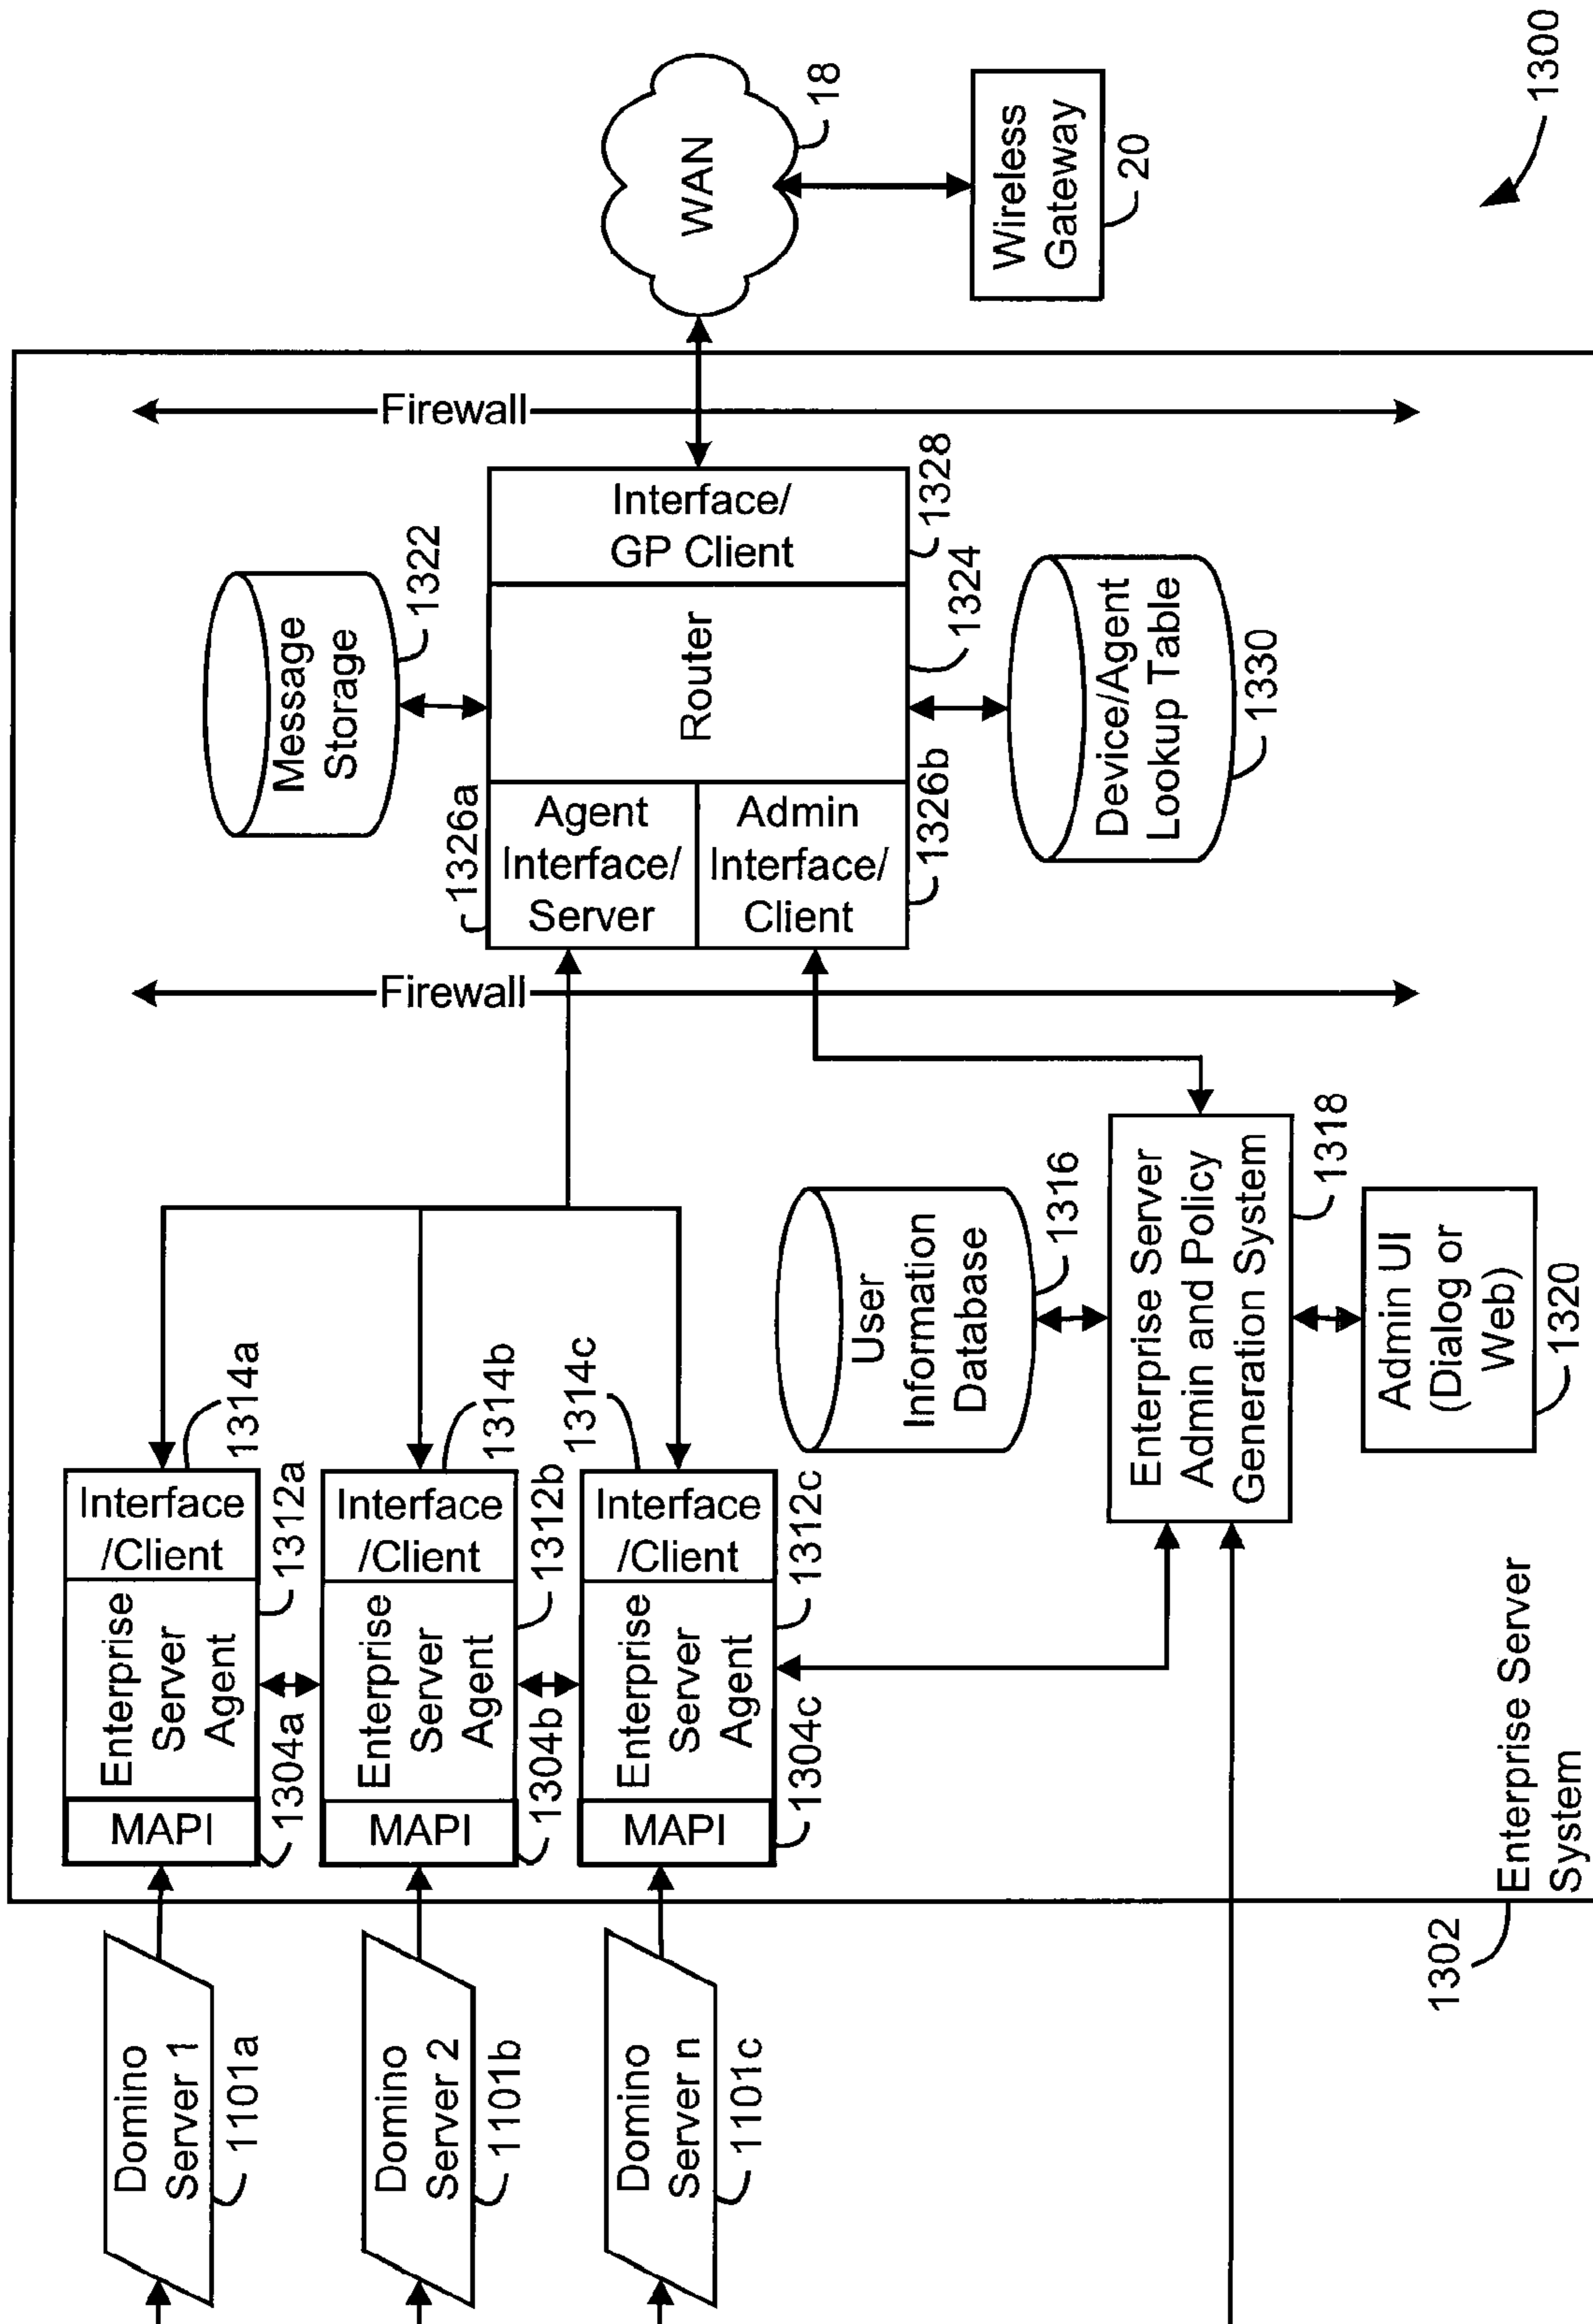 Domino
Server 1
1101a
Domino
Server 2
1101b
Domino
Server n
1101c
MAPI
Enterprise
Server
Agent
Interface
/Client
1304a
1312a
1314a
MAPI
Enterprise
Server
Agent
Interface
/Client
1304b
1312b
1314b
MAPI
Enterprise
Server
Agent
Interface
/Client
1304c
1312c
1314c
User
Information
Database
1316
Enterprise Server
Admin and Policy
Generation System
1318
Admin UI
(Dialog or
Web)
1320
1302
Enterprise Server
System
Firewall
Message
Storage
1322
1326a
Agent
Interface/
Server
Admin
Interface/
Client
1326b
Router
1324
Interface/
GP Client
1328
Device/Agent
Lookup Table
1330
Firewall
WAN
18
Wireless
Gateway
20
1300